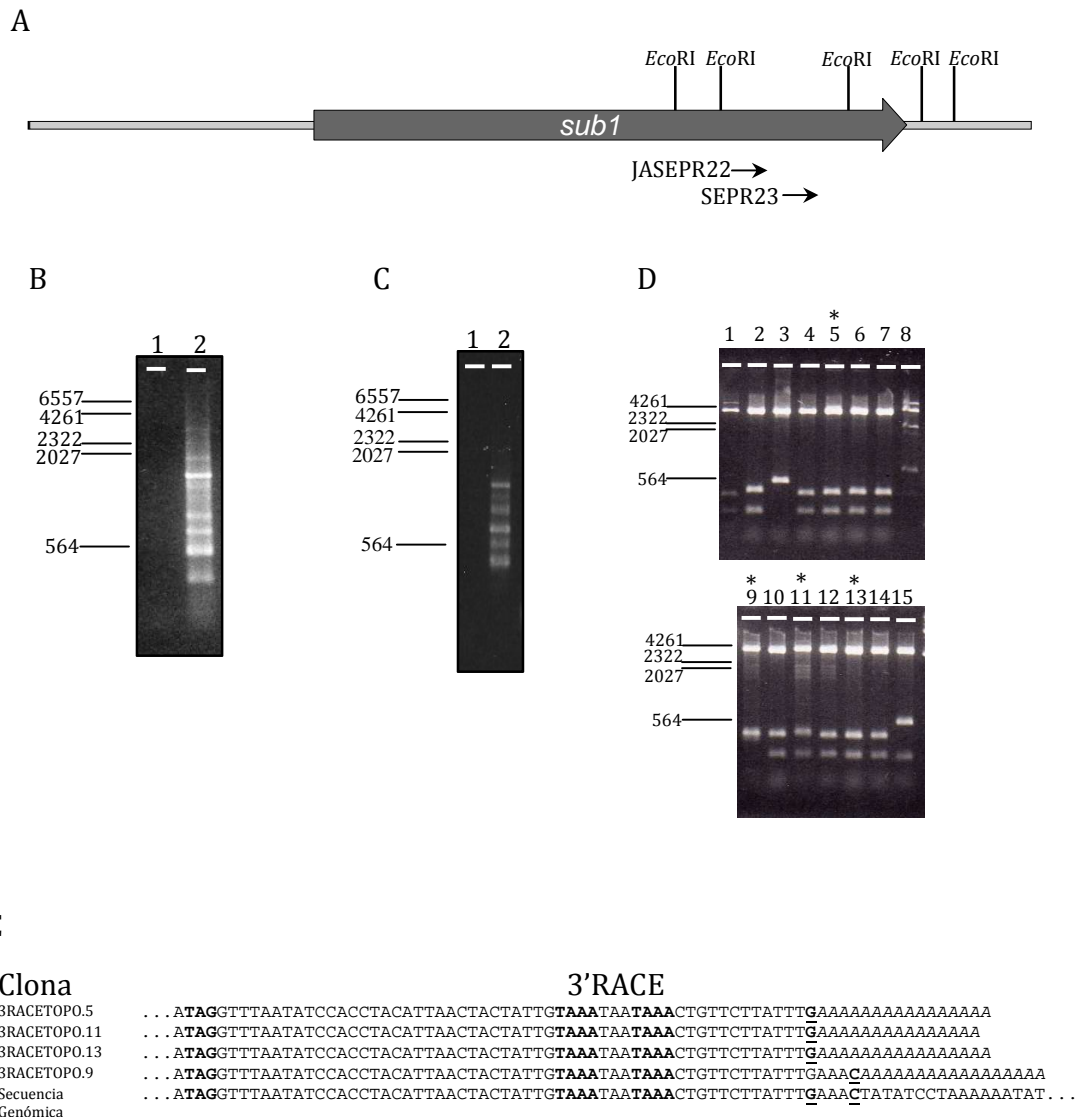 A
EcoRI EcoRI EcoRI EcoRI EcoRI
sub1
JASEPR22
SEPR23
B
C
D
1 2
6557
4261
2322
2027
564
1 2
6557
4261
2322
2027
564
*
1 2 3 4 5 6 7 8
4261
2322
2027
564
* * *
9 10 11 12 13 14 15
4261
2322
2027
564
Clona 3'RACE
3RACETOPO.5 ...ATAGGTTTAATATCCACCTACATTAACTACTATTGTAAATAATAAACTGTTCTTATTTGAAAAAAAAAAAAAAAA
3RACETOPO.11 ...ATAGGTTTAATATCCACCTACATTAACTACTATTGTAAATAATAAACTGTTCTTATTTGAAAAAAAAAAAAAAA
3RACETOPO.13 ...ATAGGTTTAATATCCACCTACATTAACTACTATTGTAAATAATAAACTGTTCTTATTTGAAAAAAAAAAAAAAAA
3RACETOPO.9 ...ATAGGTTTAATATCCACCTACATTAACTACTATTGTAAATAATAAACTGTTCTTATTTGAAACAAAAAAAAAAAAAAAAA
Secuencia ...ATAGGTTTAATATCCACCTACATTAACTACTATTGTAAATAATAAACTGTTCTTATTTGAAACTATATCCTAAAAAATAT...
Genómica